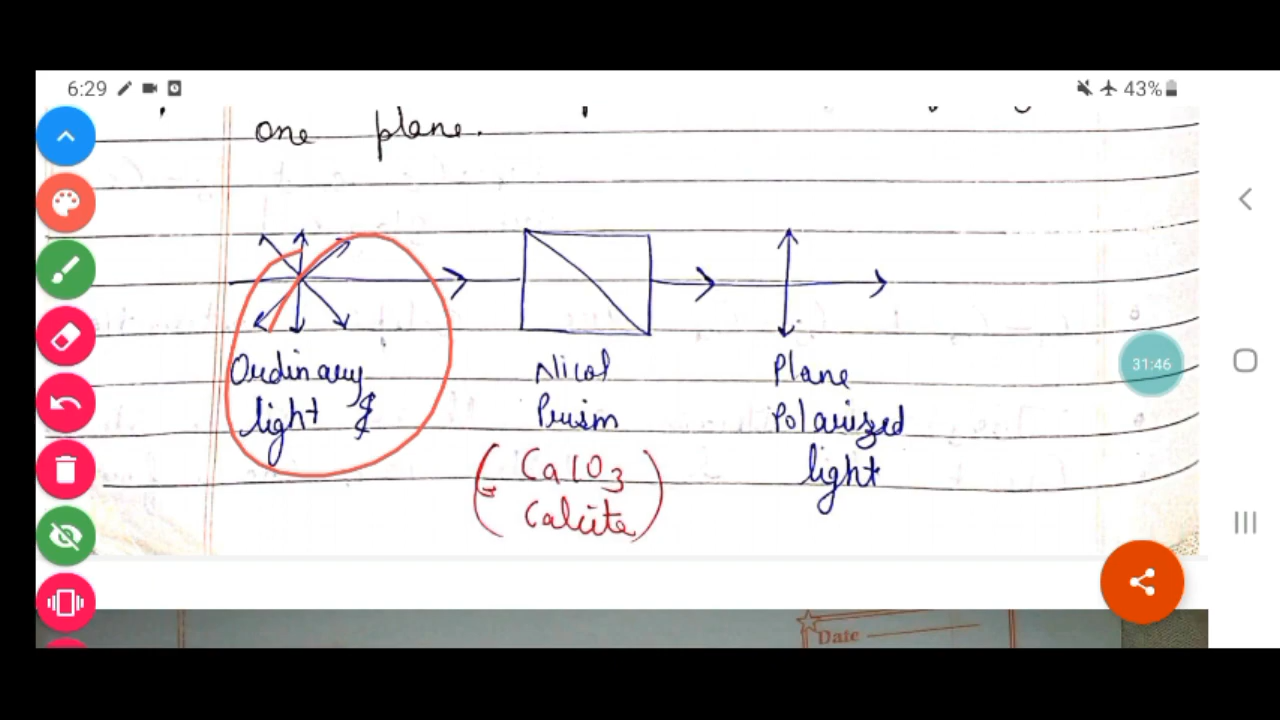 6:29
43%
one plane.
Ordinary
light &
Nicol
Prism
(CaCO3
Calcite)
Plane
Polarized
light
31:46
Date